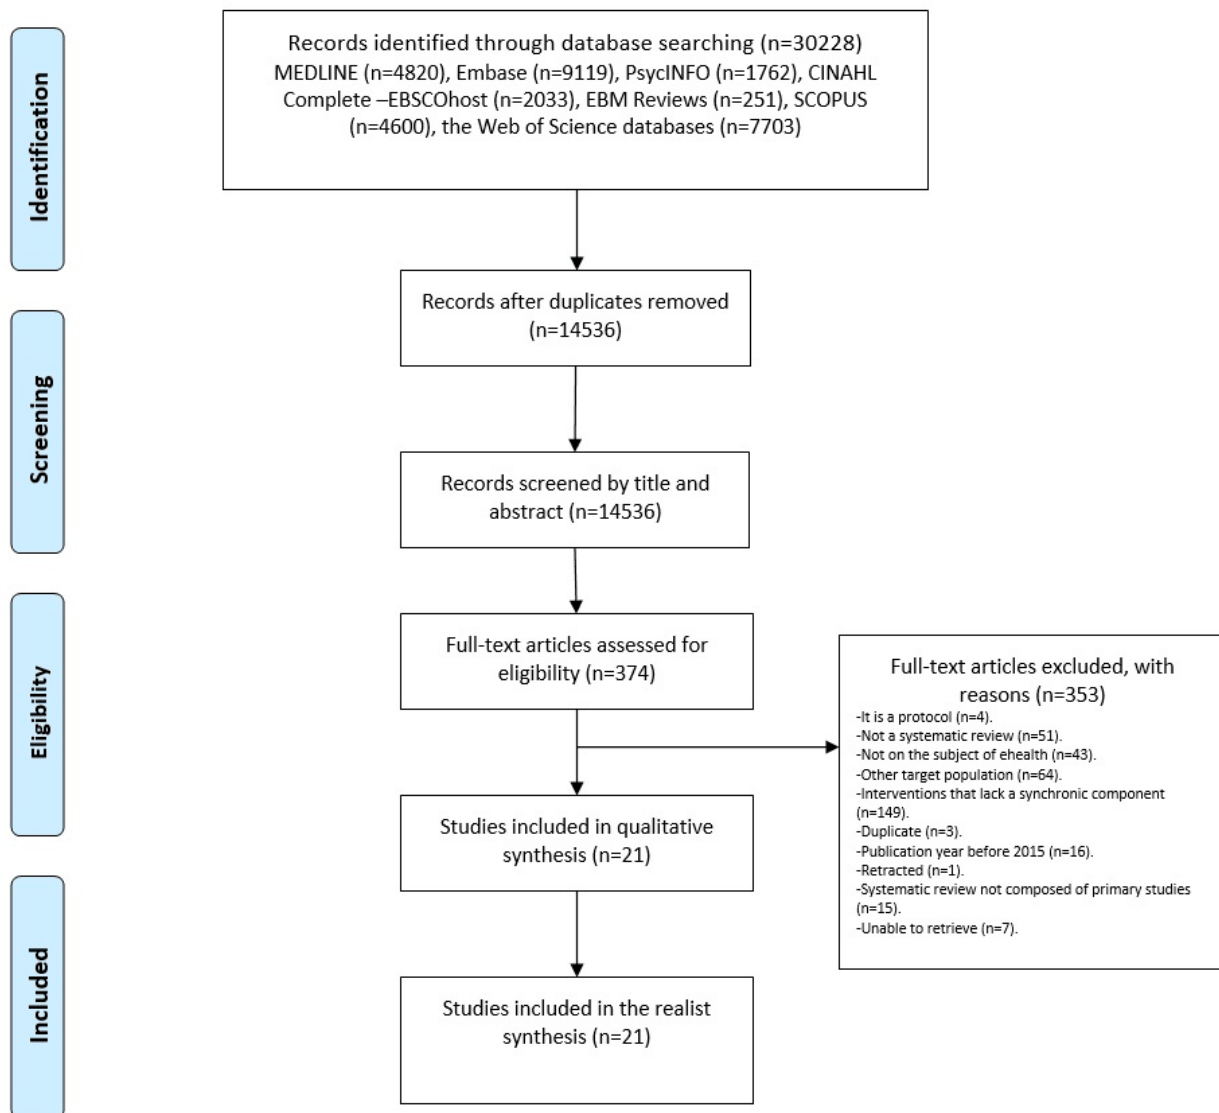 Identification
Records identified through database searching (n=30228)
MEDLINE (n=4820), Embase (n=9119), PsycINFO (n=1762), CINAHL
Complete –EBSCOhost (n=2033), EBM Reviews (n=251), SCOPUS
(n=4600), the Web of Science databases (n=7703)
Screening
Records after duplicates removed
(n=14536)
Records screened by title and
abstract (n=14536)
Eligibility
Full-text articles assessed for
eligibility (n=374)
Full-text articles excluded, with
reasons (n=353)
-It is a protocol (n=4).
-Not a systematic review (n=51).
-Not on the subject of ehealth (n=43).
-Other target population (n=64).
-Interventions that lack a synchronic component
(n=149).
-Duplicate (n=3).
-Publication year before 2015 (n=16).
-Retracted (n=1).
-Systematic review not composed of primary studies
(n=15).
-Unable to retrieve (n=7).
Studies included in qualitative
synthesis (n=21)
Included
Studies included in the realist
synthesis (n=21)